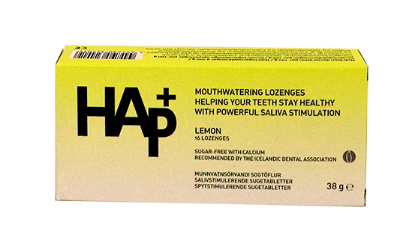 HAp+
MOUTHWATERING LOZENGES
HELPING YOUR TEETH STAY HEALTHY
WITH POWERFUL SALIVA STIMULATION
LEMON
16 LOZENGES
SUGAR-FREE WITH CALCIUM
RECOMMENDED BY THE ICELANDIC DENTAL ASSOCIATION
MUNNVATNSÖRVANDI SOGTÖFLUR
SALIVSTIMULERENDE SUGETABLETTER
SPYTSTIMULERENDE SUGETABLETTER
38 g e